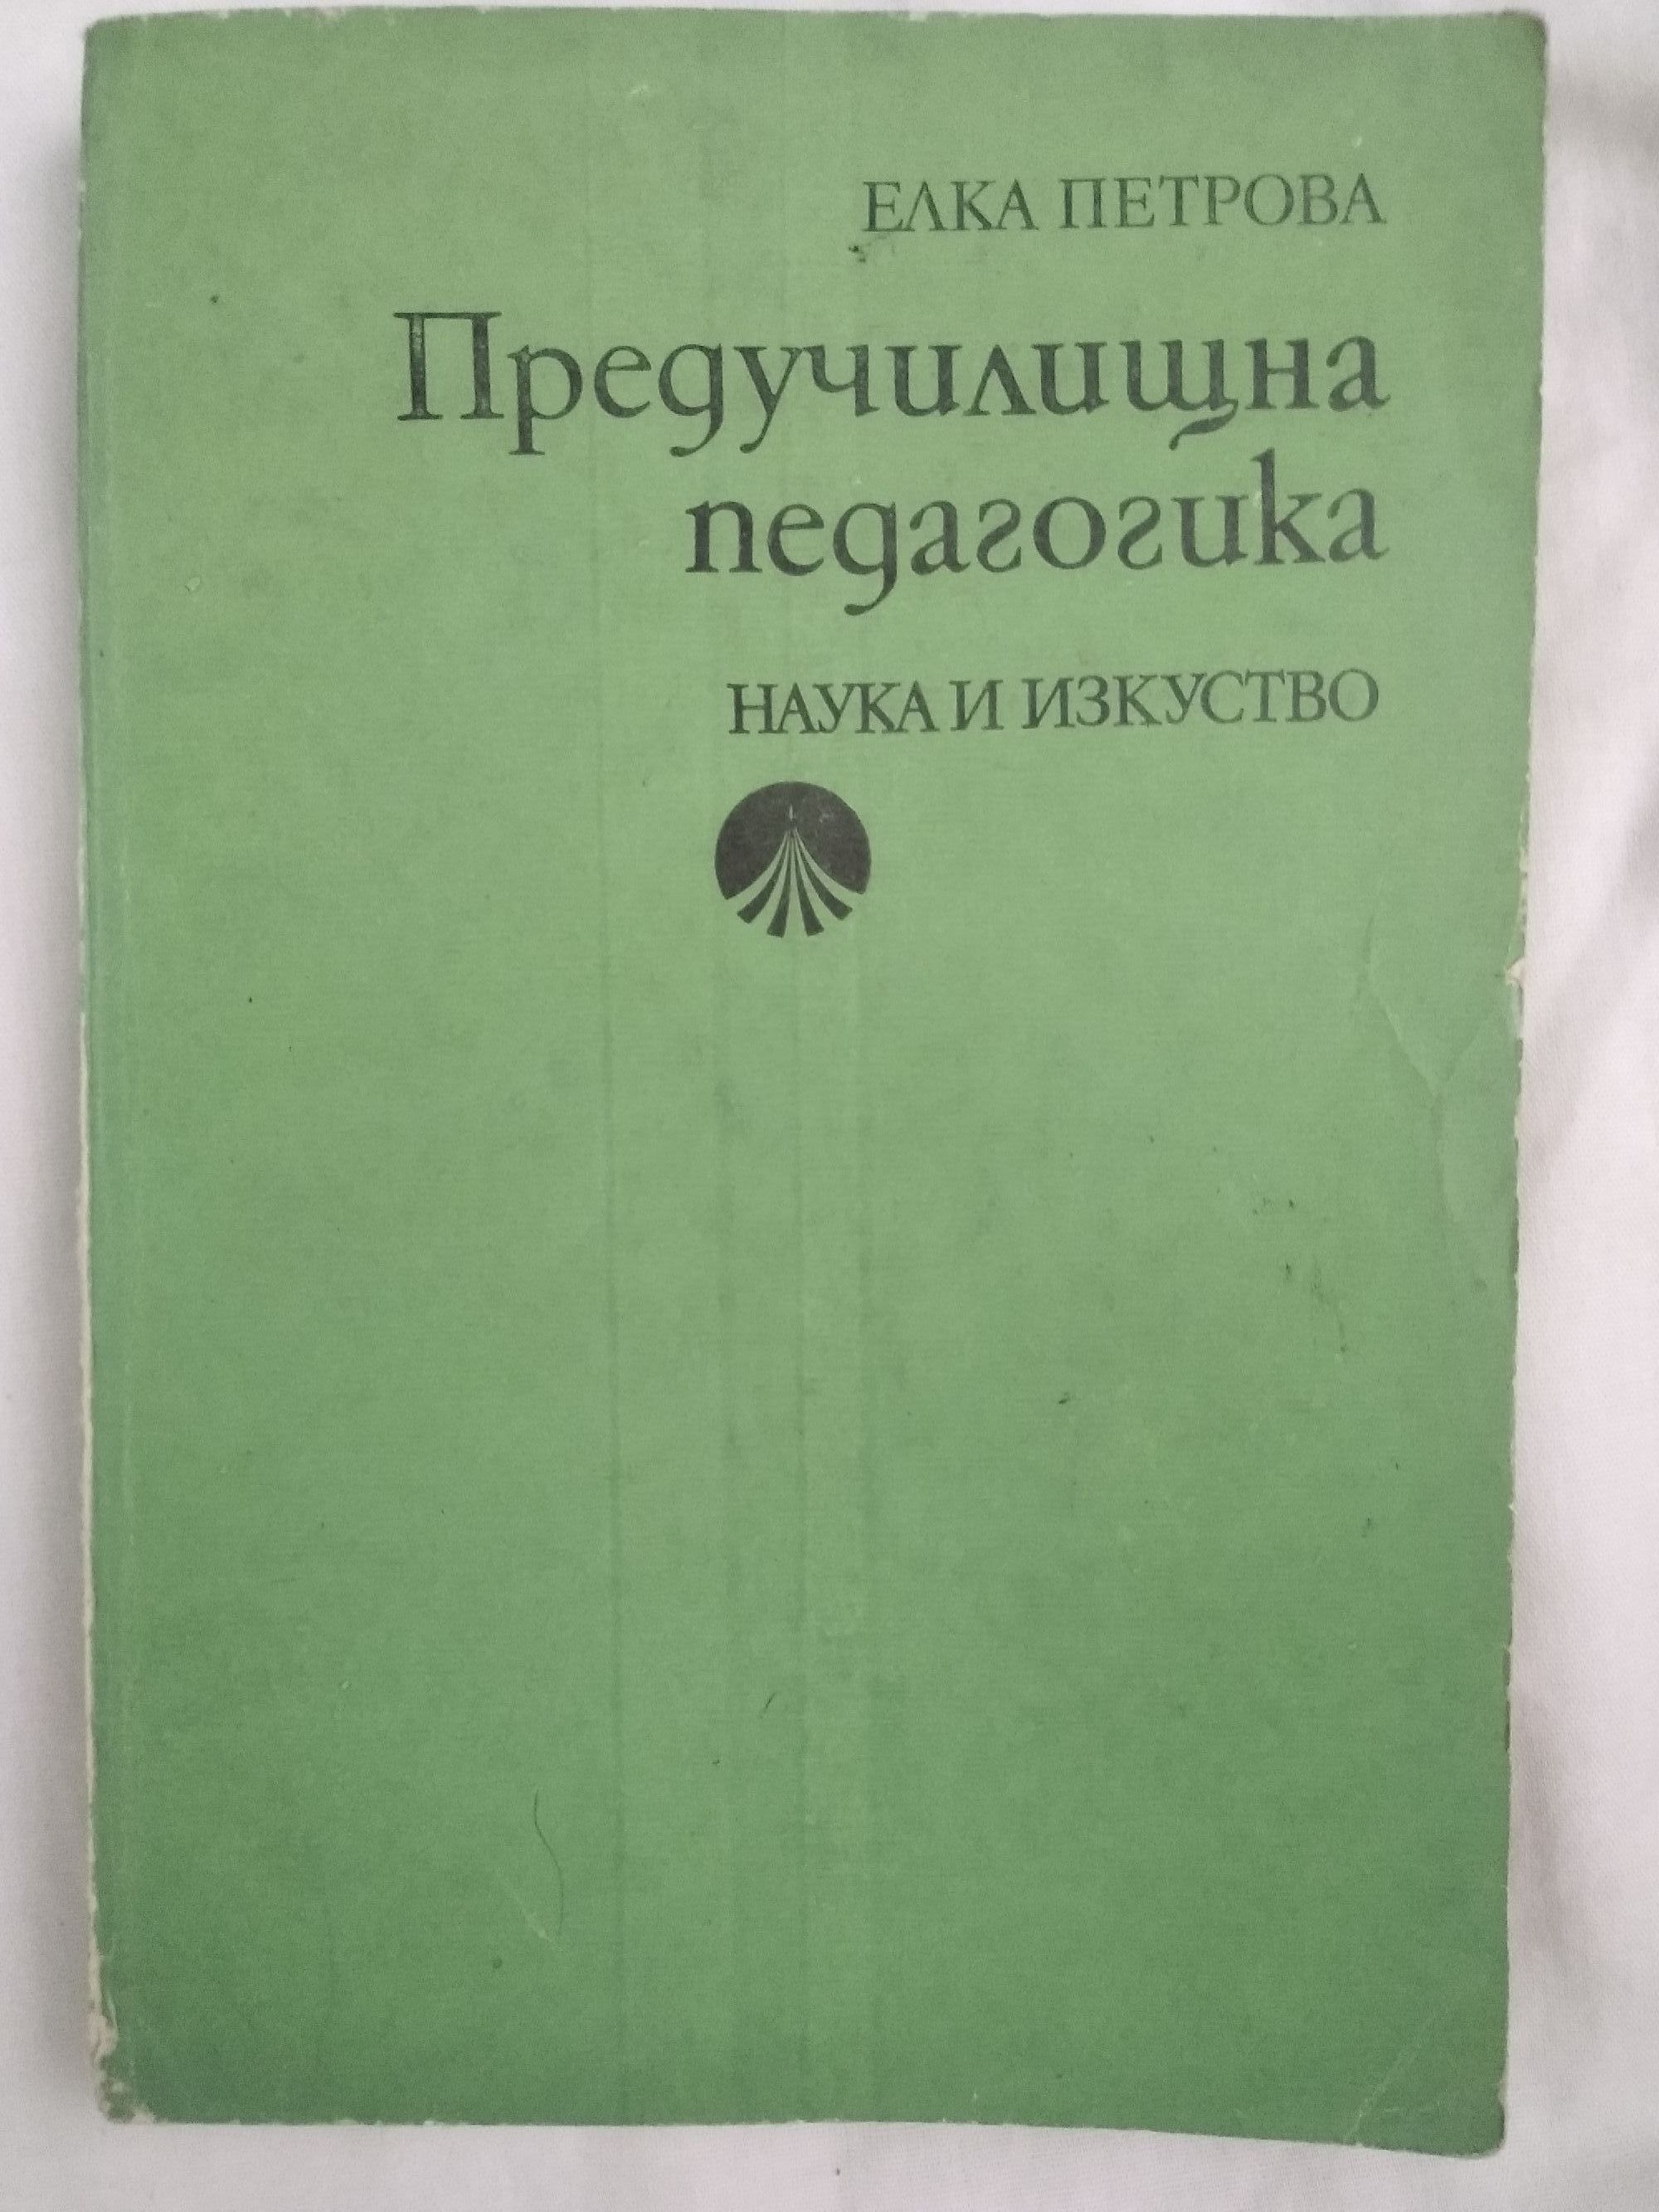 ЕЛКА ПЕТРОВА
Предучилищна
педагогика
НАУКА И ИЗКУСТВО